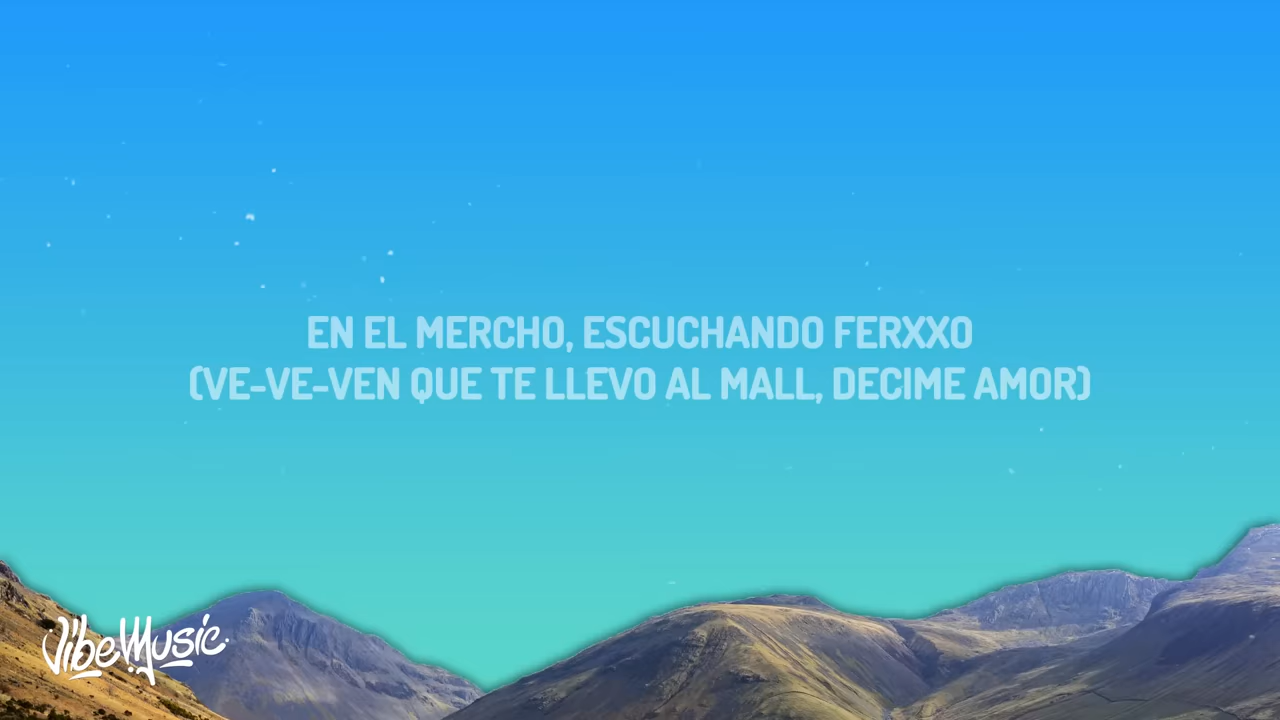 EN EL MERCHO, ESCUCHANDO FERXXO
(VE-VE-VEN QUE TE LLEVO AL MALL, DECIME AMOR)
VibeMusic